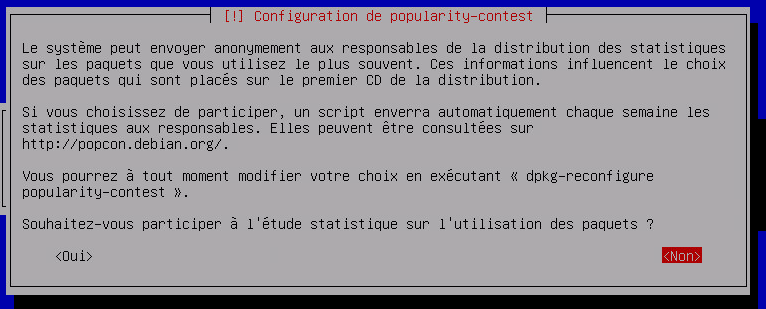 [!] Configuration de popularity-contest
Le système peut envoyer anonymement aux responsables de la distribution des statistiques
sur les paquets que vous utilisez le plus souvent. Ces informations influencent le choix
des paquets qui sont placés sur le premier CD de la distribution.
Si vous choisissez de participer, un script enverra automatiquement chaque semaine les
statistiques aux responsables. Elles peuvent être consultées sur
http://popcon.debian.org/.
Vous pourrez à tout moment modifier votre choix en exécutant « dpkg-reconfigure
popularity-contest ».
Souhaitez-vous participer à l'étude statistique sur l'utilisation des paquets ?
<Oui> <Non>